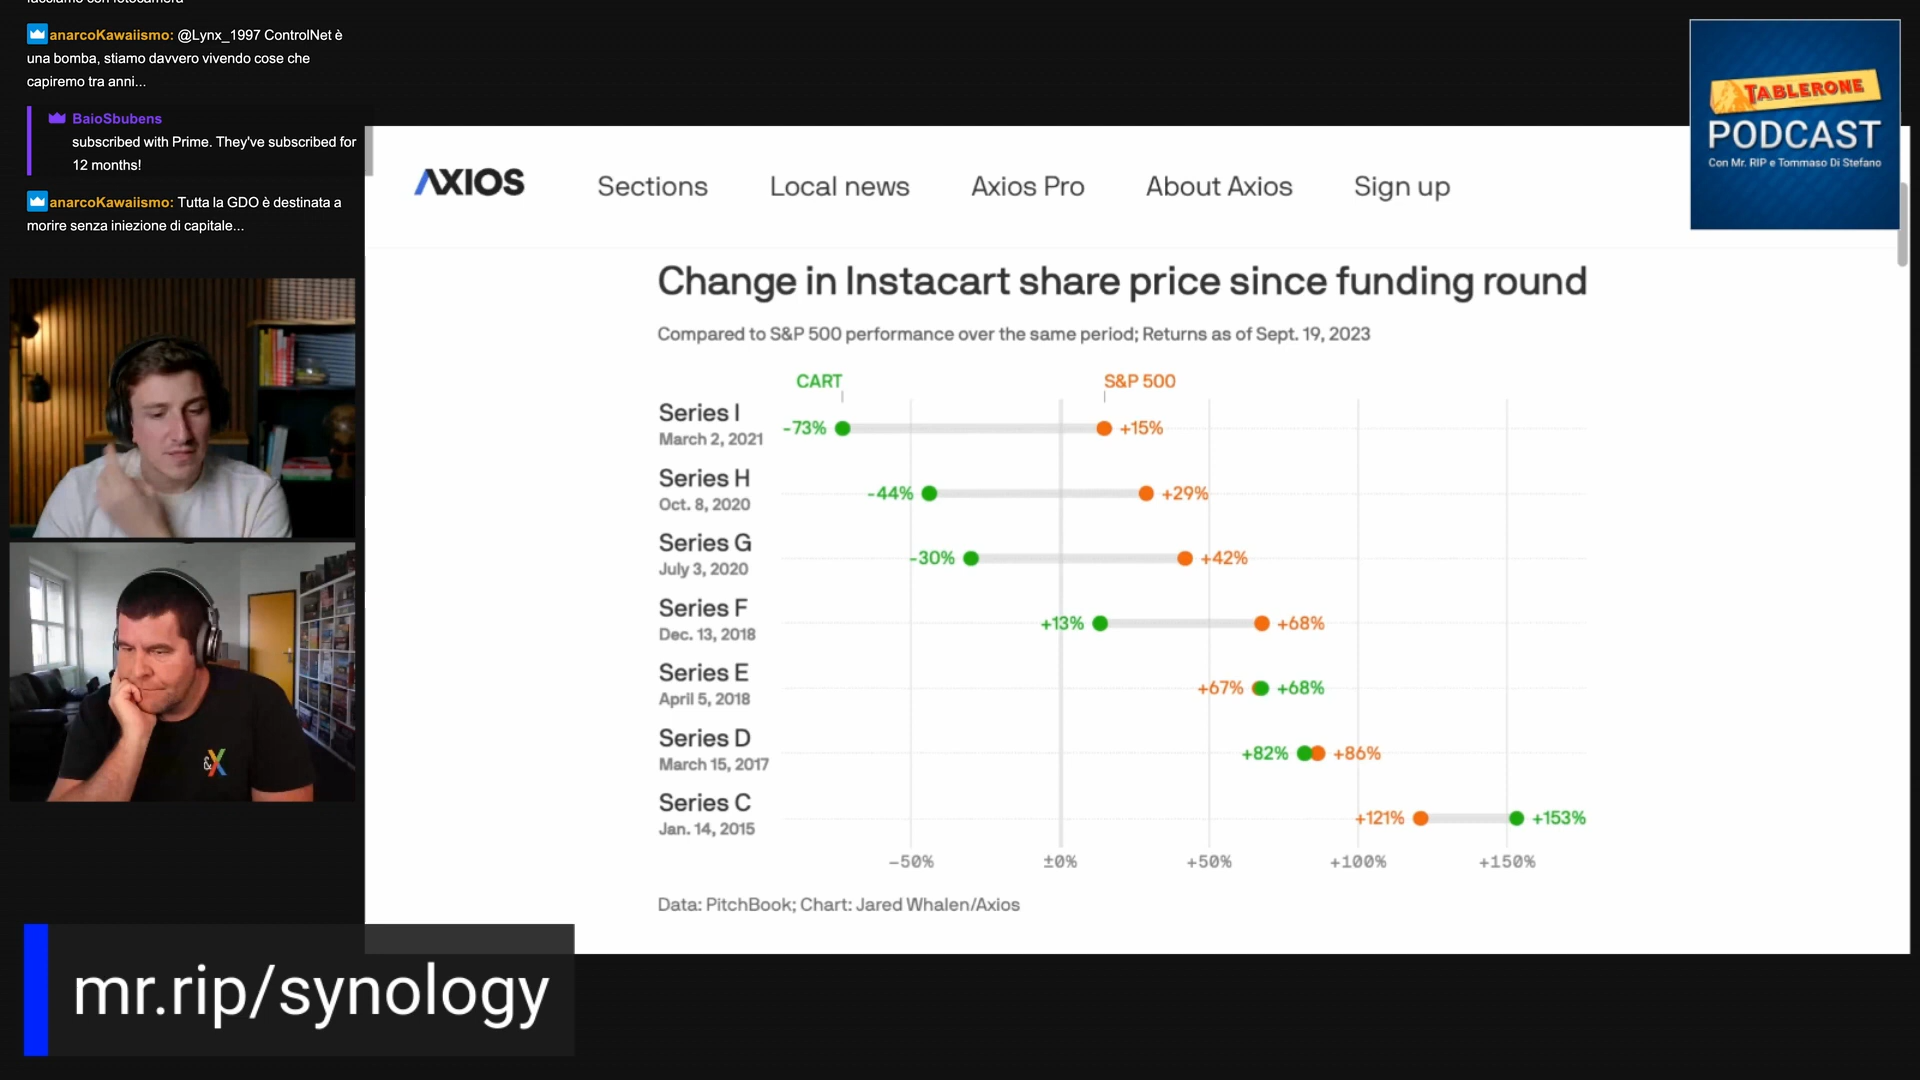 facciamo con fotocamera
anarcoKawaiismo: @Lynx_1997 ControlNet è
una bomba, stiamo davvero vivendo cose che
capiremo tra anni...
BaioSbubens
subscribed with Prime. They've subscribed for
12 months!
anarcoKawaiismo: Tutta la GDO è destinata a
morire senza iniezione di capitale...
TABLERONE
PODCAST
Con Mr. RIP e Tommaso Di Stefano
AXIOS
Sections
Local news
Axios Pro
About Axios
Sign up
Change in Instacart share price since funding round
Compared to S&P 500 performance over the same period; Returns as of Sept. 19, 2023
CART S&P 500
Series I
March 2, 2021
-73% +15%
Series H
Oct. 8, 2020
-44% +29%
Series G
July 3, 2020
-30% +42%
Series F
Dec. 13, 2018
+13% +68%
Series E
April 5, 2018
+67% +68%
Series D
March 15, 2017
+82% +86%
Series C
Jan. 14, 2015
+121% +153%
-50% ±0% +50% +100% +150%
Data: PitchBook; Chart: Jared Whalen/Axios
&X
mr.rip/synology